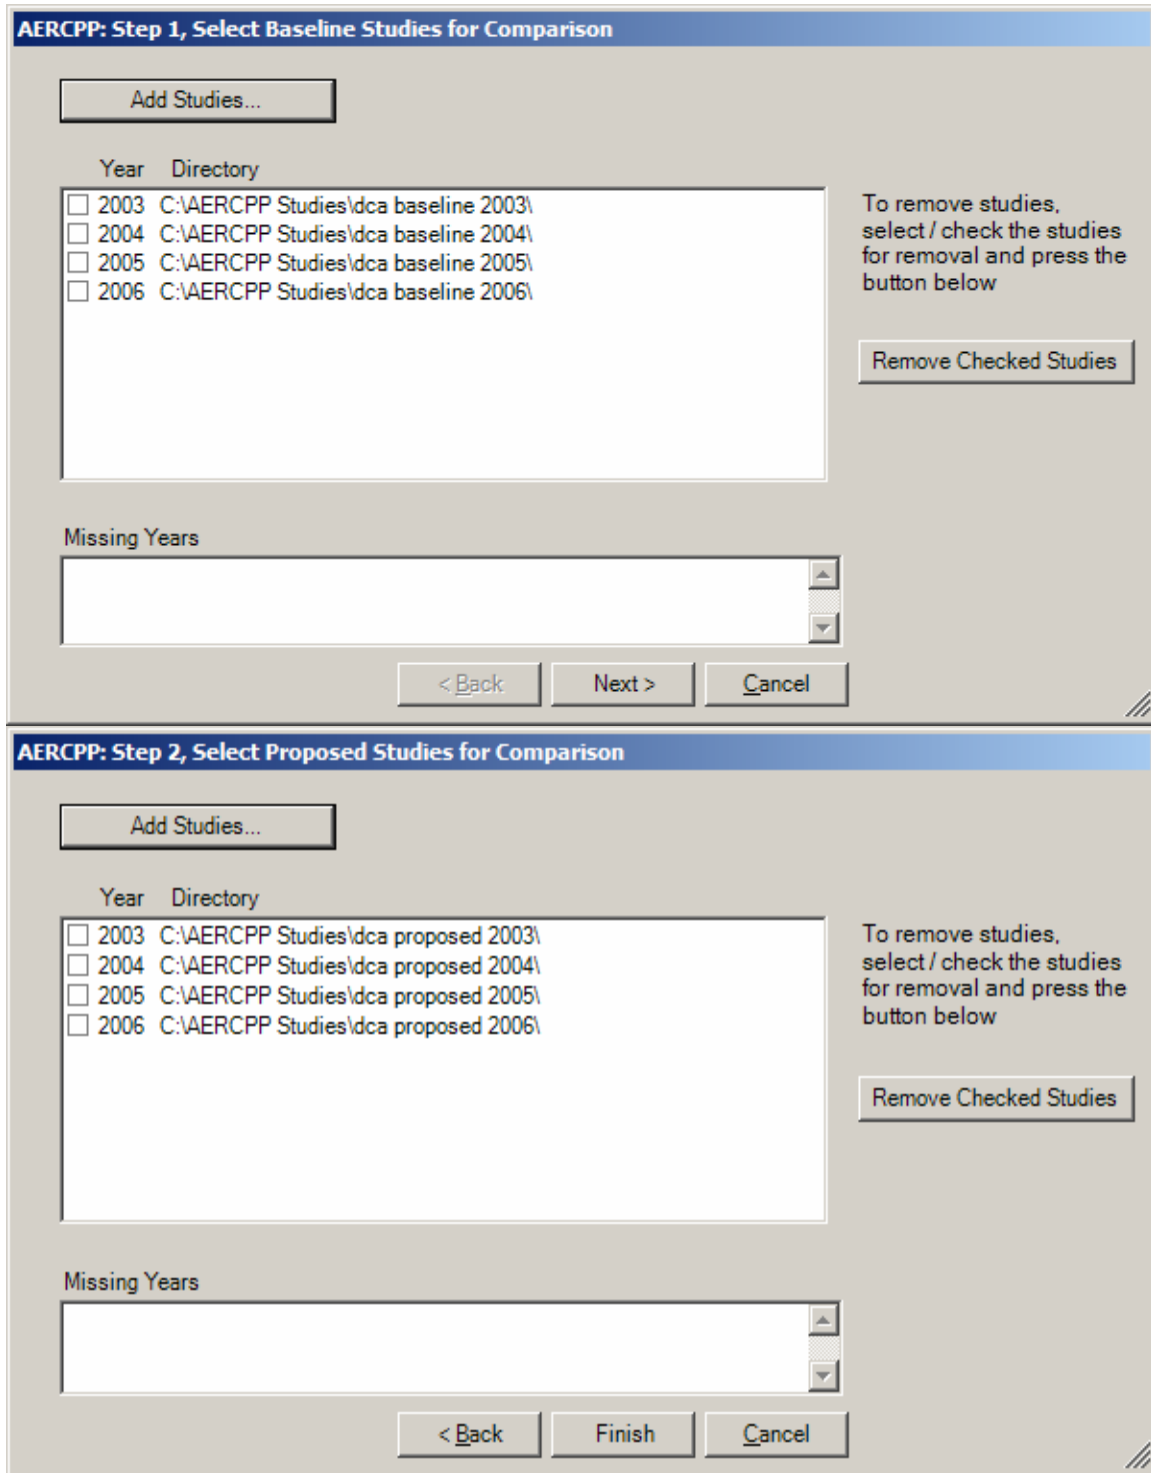 AERCPP: Step 1, Select Baseline Studies for Comparison
Add Studies...
Year Directory
2003 C:\AERCPP Studies\dca baseline 2003\
2004 C:\AERCPP Studies\dca baseline 2004\
2005 C:\AERCPP Studies\dca baseline 2005\
2006 C:\AERCPP Studies\dca baseline 2006\
To remove studies,
select / check the studies
for removal and press the
button below
Remove Checked Studies
Missing Years
< Back Next > Cancel
AERCPP: Step 2, Select Proposed Studies for Comparison
Add Studies...
Year Directory
2003 C:\AERCPP Studies\dca proposed 2003\
2004 C:\AERCPP Studies\dca proposed 2004\
2005 C:\AERCPP Studies\dca proposed 2005\
2006 C:\AERCPP Studies\dca proposed 2006\
To remove studies,
select / check the studies
for removal and press the
button below
Remove Checked Studies
Missing Years
< Back Finish Cancel